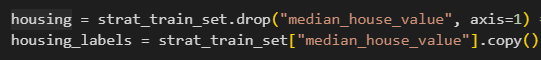 housing = strat_train_set.drop("median_house_value", axis=1)
housing_labels = strat_train_set["median_house_value"].copy()